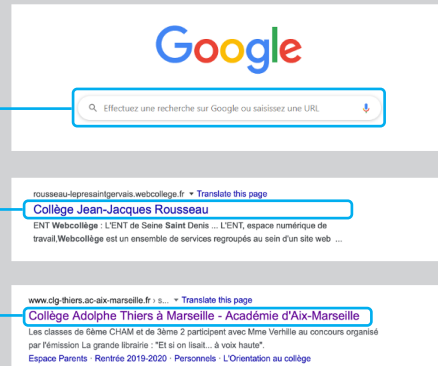 Google
Effectuez une recherche sur Google ou saisissez une URL
rousseau-lepresaintgervais.webcollege.fr ▾ Translate this page
Collège Jean-Jacques Rousseau
ENT Webcollège : L'ENT de Seine Saint Denis ... L'ENT, espace numérique de
travail,Webcollège est un ensemble de services regroupés au sein d'un site web ...
www.clg-thiers.ac-aix-marseille.fr › s... ▾ Translate this page
Collège Adolphe Thiers à Marseille - Académie d'Aix-Marseille
Les classes de 6ème CHAM et de 3ème 2 participent avec Mme Verhille au concours organisé
par l'émission La grande librairie : "Et si on lisait... à voix haute".
Espace Parents · Rentrée 2019-2020 · Personnels · L'Orientation au collège